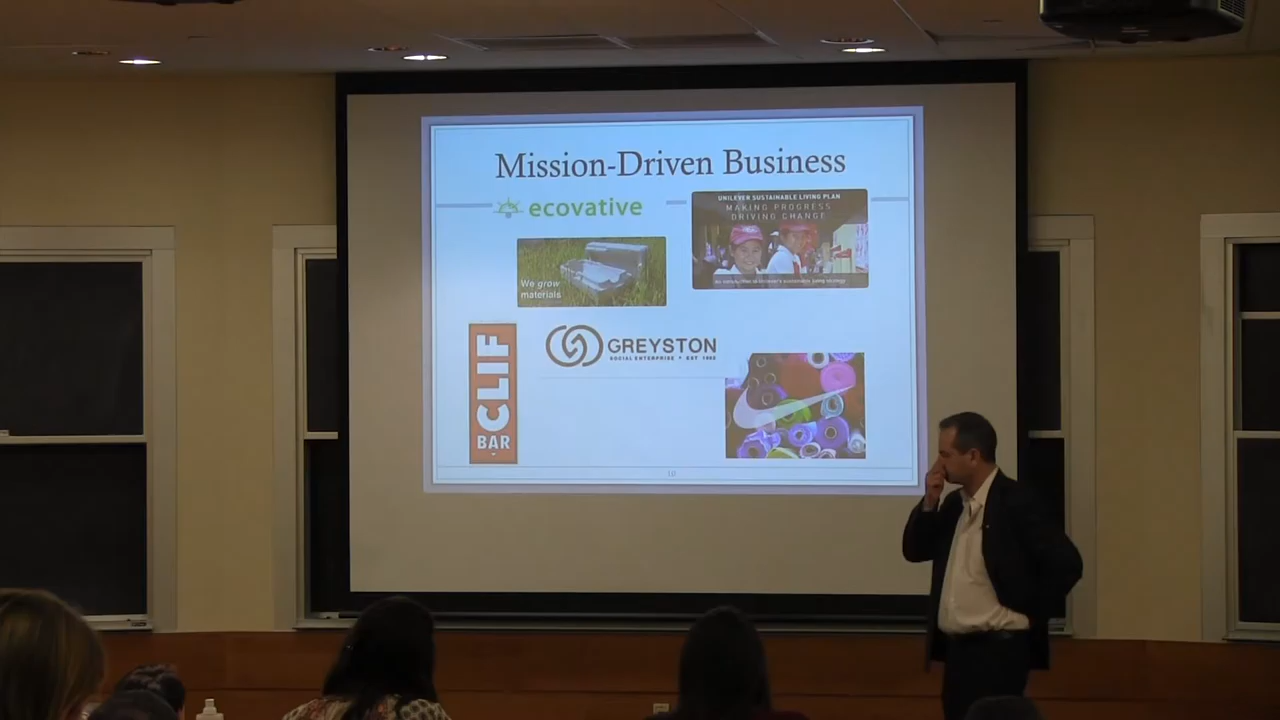 Mission-Driven Business
ecovative
UNILEVER SUSTAINABLE LIVING PLAN
MAKING PROGRESS
DRIVING CHANGE
We grow
materials
CLIF
BAR
GREYSTON
SOCIAL ENTERPRISE • EST 1982
10